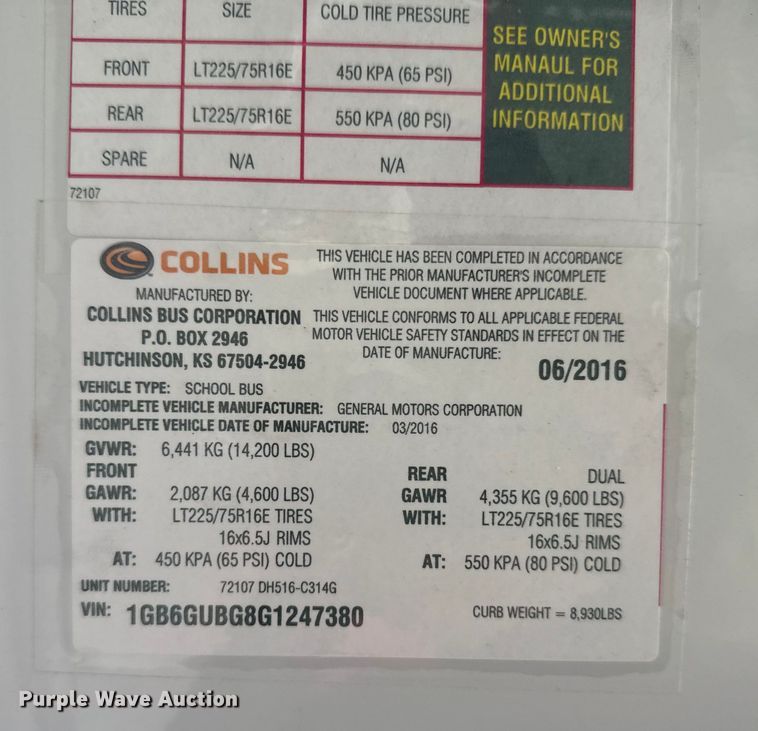 TIRES SIZE COLD TIRE PRESSURE
FRONT LT225/75R16E 450 KPA (65 PSI)
REAR LT225/75R16E 550 KPA (80 PSI)
SPARE N/A N/A
SEE OWNER'S
MANAUL FOR
ADDITIONAL
INFORMATION
72107
COLLINS
MANUFACTURED BY:
COLLINS BUS CORPORATION
P.O. BOX 2946
HUTCHINSON, KS 67504-2946
THIS VEHICLE HAS BEEN COMPLETED IN ACCORDANCE
WITH THE PRIOR MANUFACTURER'S INCOMPLETE
VEHICLE DOCUMENT WHERE APPLICABLE.
THIS VEHICLE CONFORMS TO ALL APPLICABLE FEDERAL
MOTOR VEHICLE SAFETY STANDARDS IN EFFECT ON THE
DATE OF MANUFACTURE:
06/2016
VEHICLE TYPE: SCHOOL BUS
INCOMPLETE VEHICLE MANUFACTURER: GENERAL MOTORS CORPORATION
INCOMPLETE VEHICLE DATE OF MANUFACTURE: 03/2016
GVWR: 6,441 KG (14,200 LBS)
FRONT
GAWR: 2,087 KG (4,600 LBS)
WITH: LT225/75R16E TIRES
16x6.5J RIMS
AT: 450 KPA (65 PSI) COLD
REAR DUAL
GAWR 4,355 KG (9,600 LBS)
WITH: LT225/75R16E TIRES
16x6.5J RIMS
AT: 550 KPA (80 PSI) COLD
UNIT NUMBER: 72107 DH516-C314G
VIN: 1GB6GUBG8G1247380
CURB WEIGHT = 8,930LBS
Purple Wave Auction